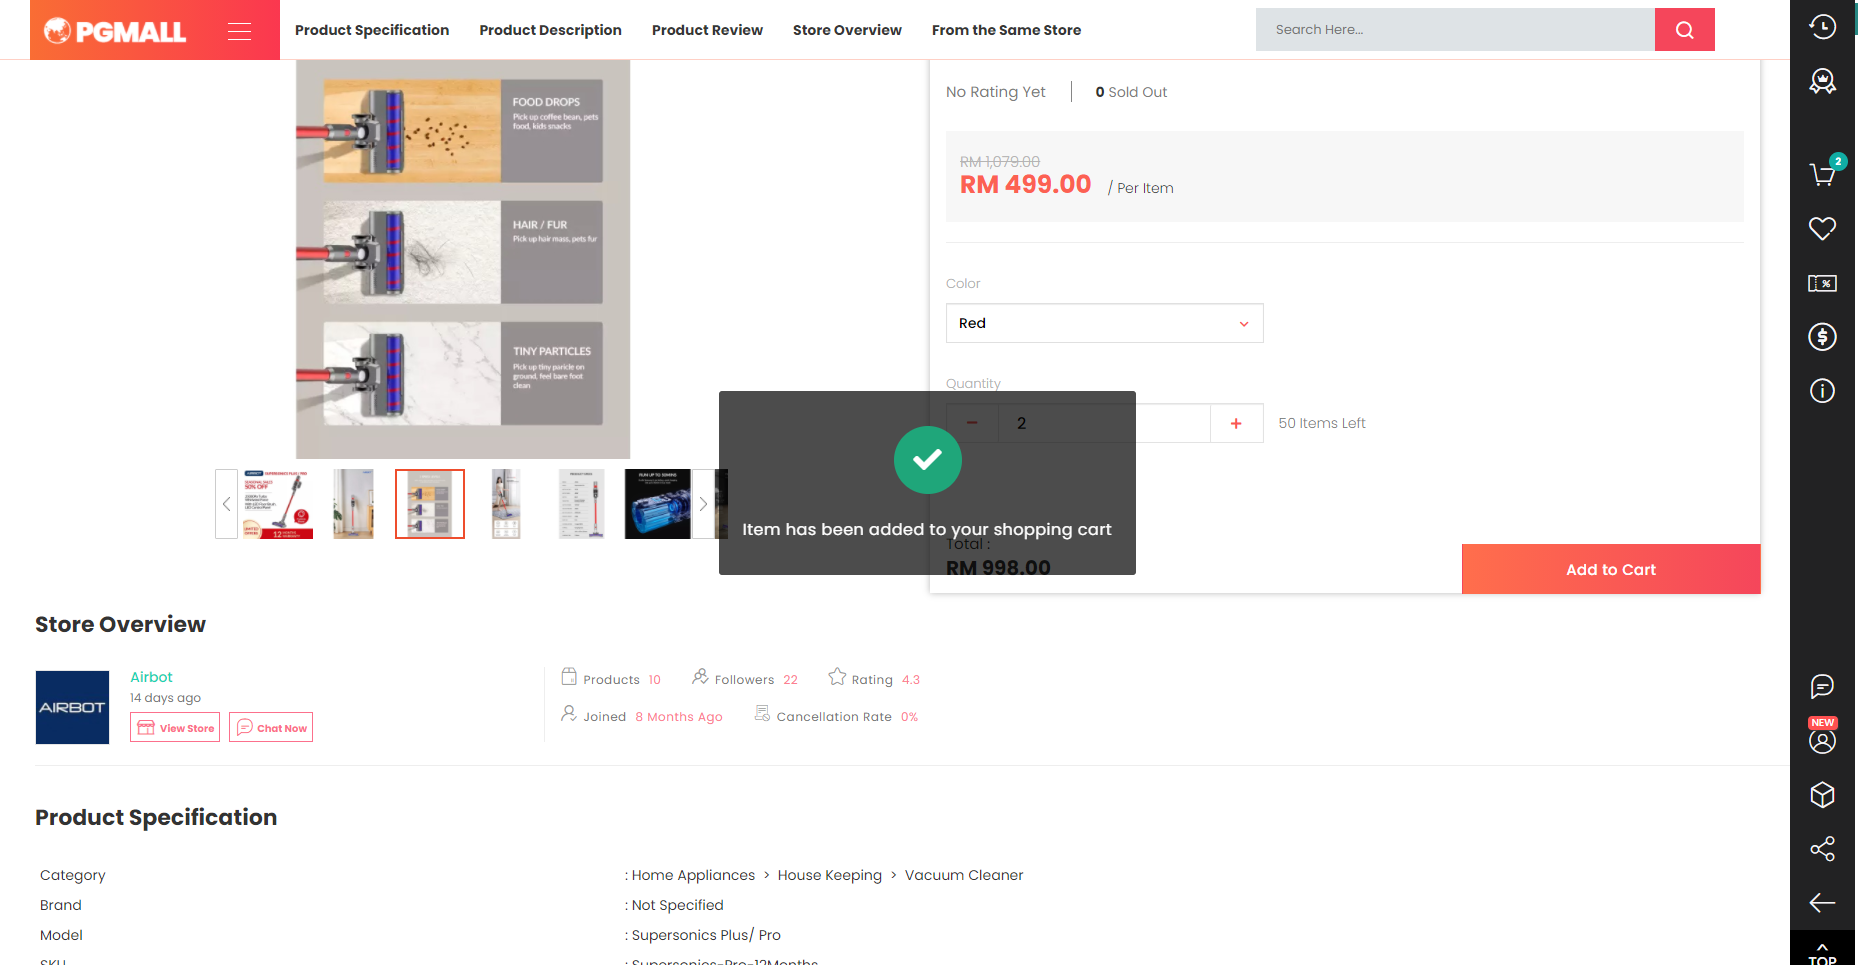 PGMALL
Product Specification
Product Description
Product Review
Store Overview
From the Same Store
Search Here...
FOOD DROPS
Pick up coffee bean, pets
food, kids snacks
HAIR / FUR
Pick up hair mass, pets fur
TINY PARTICLES
Pick up tiny paricle on
ground, feel bare foot
clean
No Rating Yet
0 Sold Out
RM 1,079.00
RM 499.00 / Per Item
Color
Red
Quantity
2
50 Items Left
Item has been added to your shopping cart
Total :
RM 998.00
Add to Cart
50% OFF
Store Overview
AIRBOT
Airbot
14 days ago
View Store
Chat Now
Products 10
Followers 22
Rating 4.3
Joined 8 Months Ago
Cancellation Rate 0%
Product Specification
Category : Home Appliances > House Keeping > Vacuum Cleaner
Brand : Not Specified
Model : Supersonics Plus/ Pro
SKU : Supersonics-Pro-12Months
2
NEW
TOP